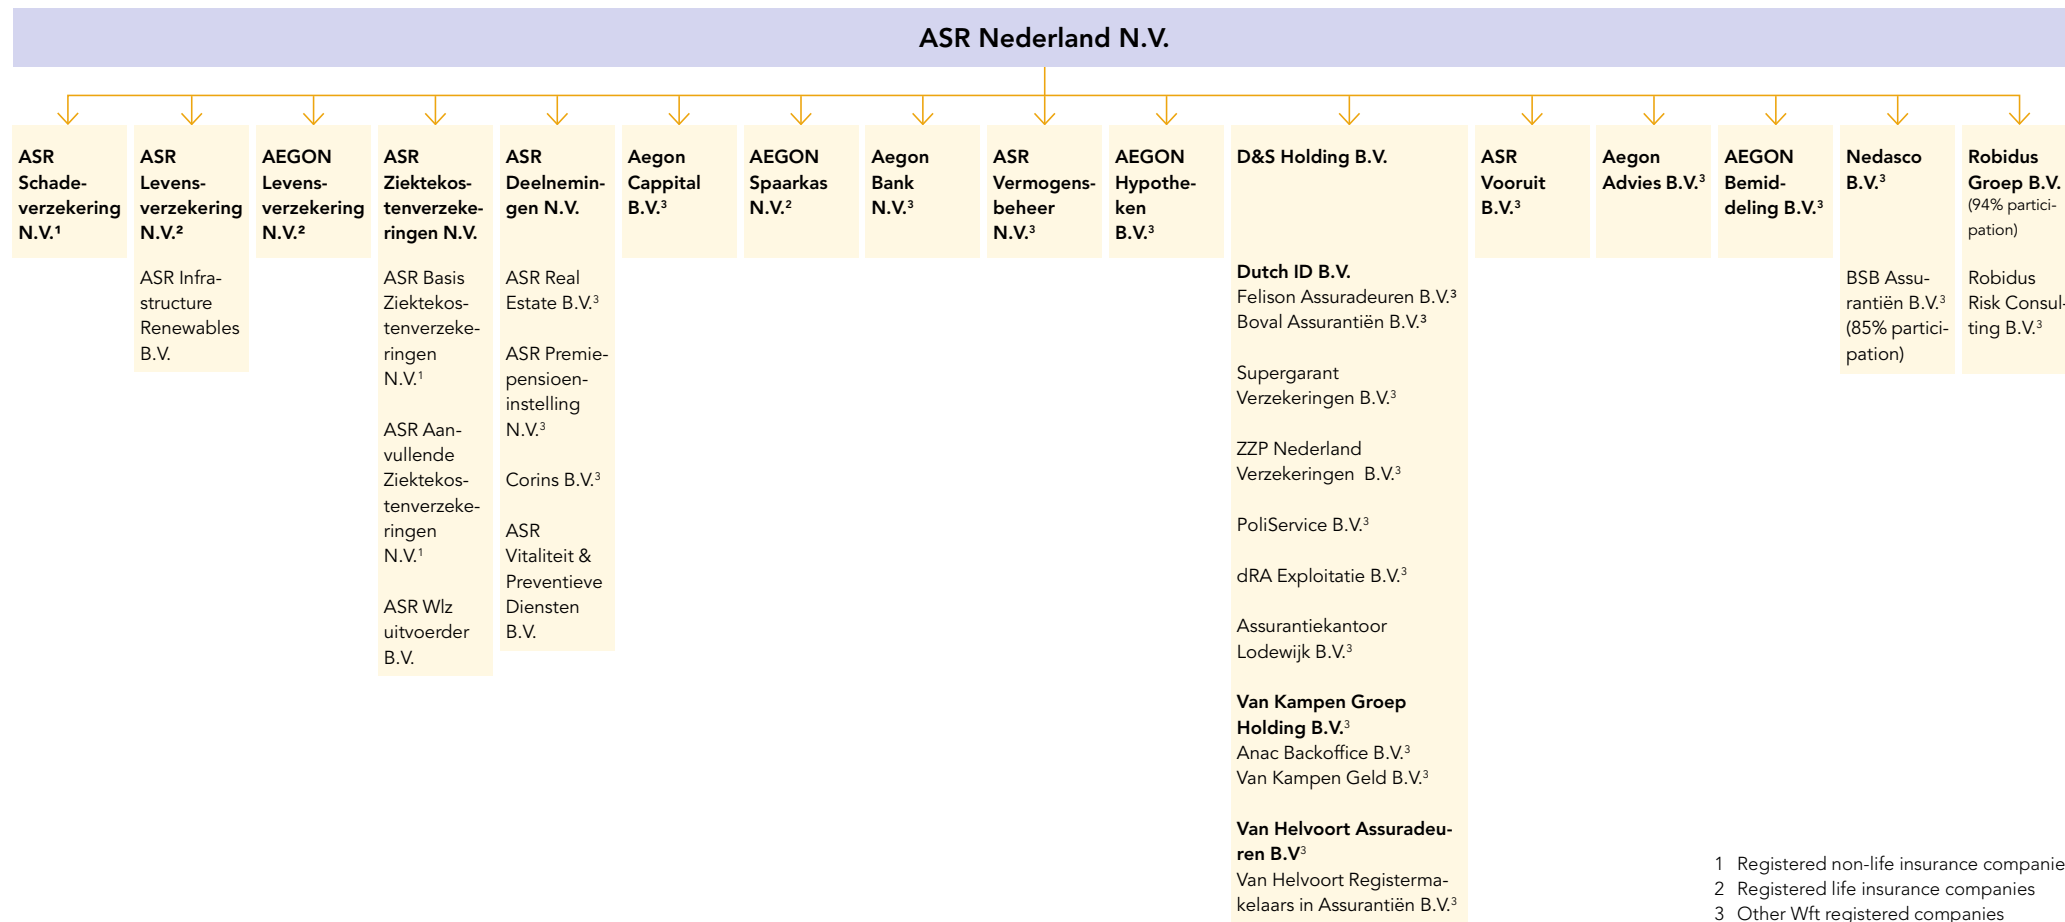 ASR Nederland N.V.
ASR
Schade-
verzekering
N.V.¹
ASR
Levens-
verzekering
N.V.²
ASR Infra-
structure
Renewables
B.V.
AEGON
Levens-
verzekering
N.V.²
ASR
Ziekteko-
stenverzeke-
ringen N.V.
ASR Basis
Ziektekos-
tenverzeke-
ringen
N.V.¹
ASR Aan-
vullende
Ziektekos-
tenverzeke-
ringen
N.V.¹
ASR Wlz
uitvoerder
B.V.
ASR
Deelnemin-
gen N.V.
ASR Real
Estate B.V.³
ASR Premie-
pensioen-
instelling
N.V.³
Corins B.V.³
ASR
Vitaliteit &
Preventieve
Diensten
B.V.
Aegon
Cappital
B.V.³
AEGON
Spaarkas
N.V.²
Aegon
Bank
N.V.³
ASR
Vermogens-
beheer
N.V.³
AEGON
Hypothe-
ken
B.V.³
D&S Holding B.V.
Dutch ID B.V.
Felison Assuradeuren B.V.³
Boval Assurantiën B.V.³
Supergarant
Verzekeringen B.V.³
ZZP Nederland
Verzekeringen B.V.³
PoliService B.V.³
dRA Exploitatie B.V.³
Assurantiekantoor
Lodewijk B.V.³
Van Kampen Groep
Holding B.V.³
Anac Backoffice B.V.³
Van Kampen Geld B.V.³
Van Helvoort Assuradeu-
ren B.V³
Van Helvoort Registerma-
kelaars in Assurantiën B.V.³
ASR
Vooruit
B.V.³
Aegon
Advies B.V.³
AEGON
Bemid-
deling B.V.³
Nedasco
B.V.³
BSB Assu-
rantiën B.V.³
(85% partici-
pation)
Robidus
Groep B.V.
(94% partici-
pation)
Robidus
Risk Consul-
ting B.V.³
1 Registered non-life insurance companie
2 Registered life insurance companies
3 Other Wft registered companies